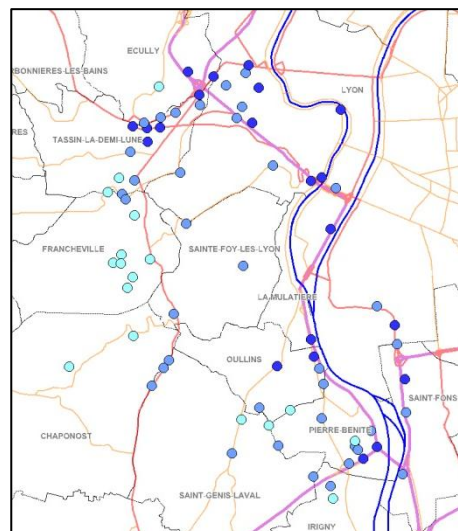 ECULLY
RBONNIERES-LES-BAINS
LYON
RES
TASSIN-LA-DEMI-LUNE
FRANCHEVILLE
SAINTE-FOY-LES-LYON
LA MULATIERE
OULLINS
SAINT-FONS
CHAPONOST
PIERRE-BENITE
SAINT-GENIS-LAVAL
IRIGNY